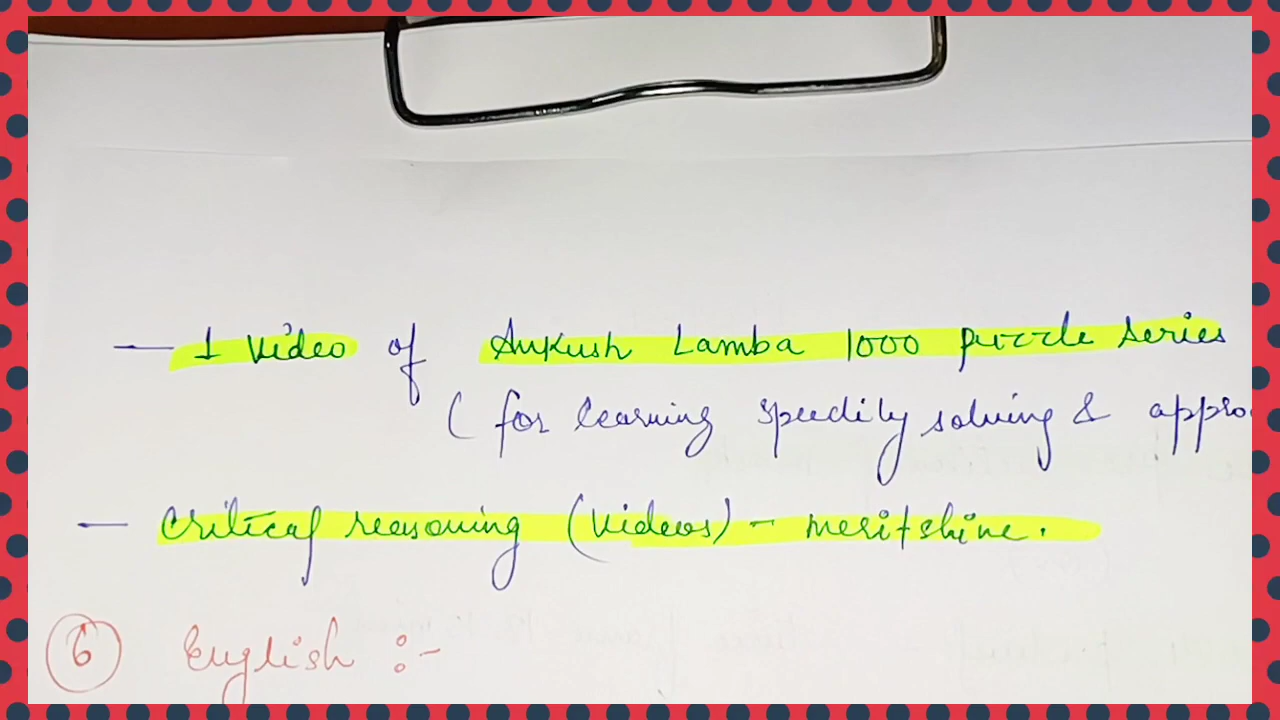 — 1 Video of Ankush Lamba 1000 puzzle series
( for learning speedily solving & appro
— Critical reasoning (Videos) - meritshine.
6 English :-